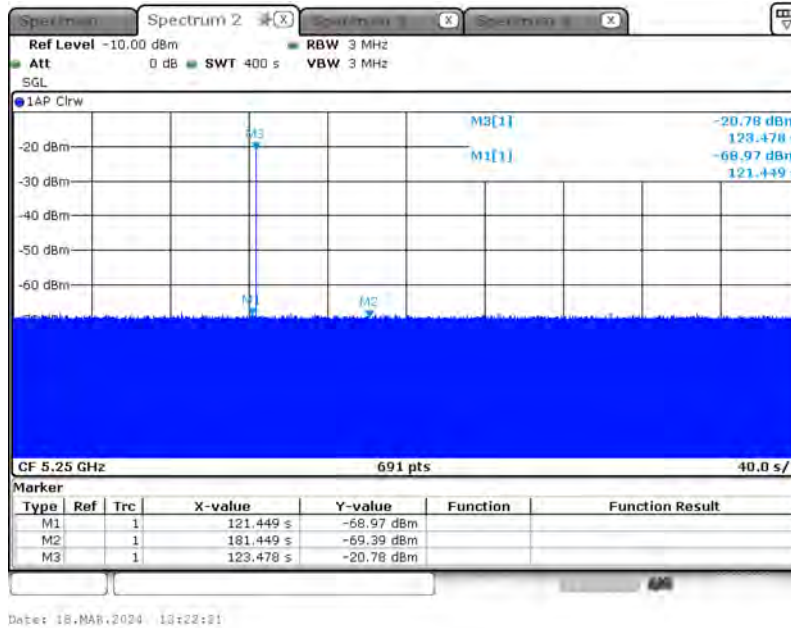 Spectrum 2 X X X
Ref Level -10.00 dBm RBW 3 MHz
Att 0 dB SWT 400 s VBW 3 MHz
SGL
1AP Clrw
M3[1] -20.78 dBm
123.478 s
M1[1] -68.97 dBm
121.449 s
M3
-20 dBm
-30 dBm
-40 dBm
-50 dBm
-60 dBm
M1 M2
CF 5.25 GHz 691 pts 40.0 s/
Marker
Type Ref Trc X-value Y-value Function Function Result
M1 1 121.449 s -68.97 dBm
M2 1 181.449 s -69.39 dBm
M3 1 123.478 s -20.78 dBm
Date: 18.MAR.2024 13:22:21